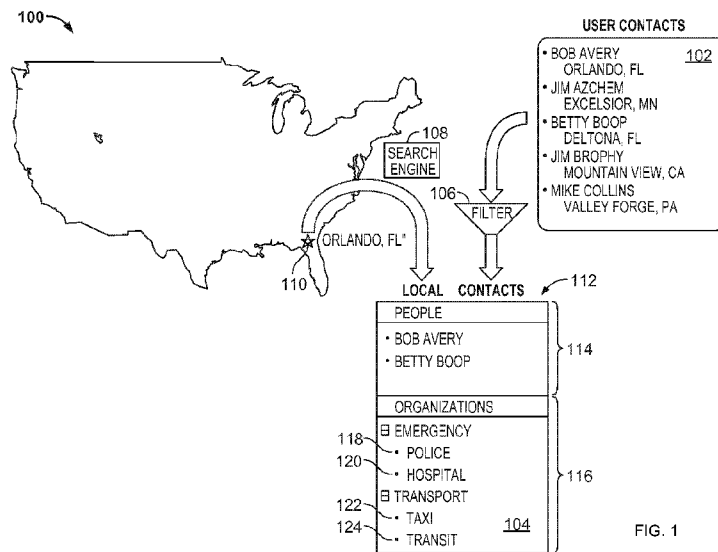 100
USER CONTACTS
102
• BOB AVERY
ORLANDO, FL
• JIM AZCHEM
EXCELSIOR, MN
• BETTY BOOP
DELTONA, FL
• JIM BROPHY
MOUNTAIN VIEW, CA
• MIKE COLLINS
VALLEY FORGE, PA
108
SEARCH
ENGINE
106
FILTER
ORLANDO, FL"
110
LOCAL CONTACTS
112
PEOPLE
• BOB AVERY
• BETTY BOOP
114
ORGANIZATIONS
⊟ EMERGENCY
118 • POLICE
120 • HOSPITAL
116
⊟ TRANSPORT
122 • TAXI
124 • TRANSIT
104
FIG. 1